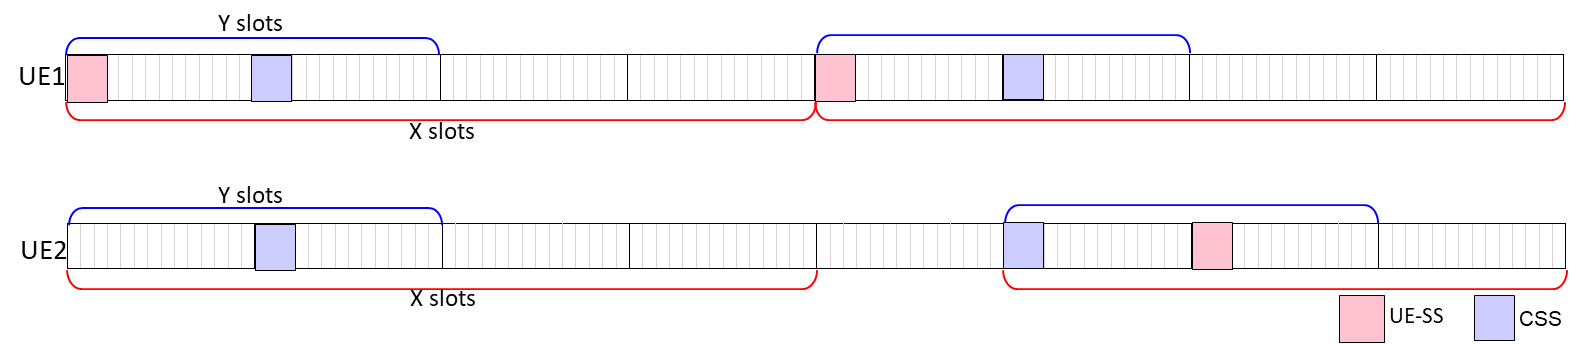 Y slots
UE1
X slots
Y slots
UE2
X slots
UE-SS
CSS